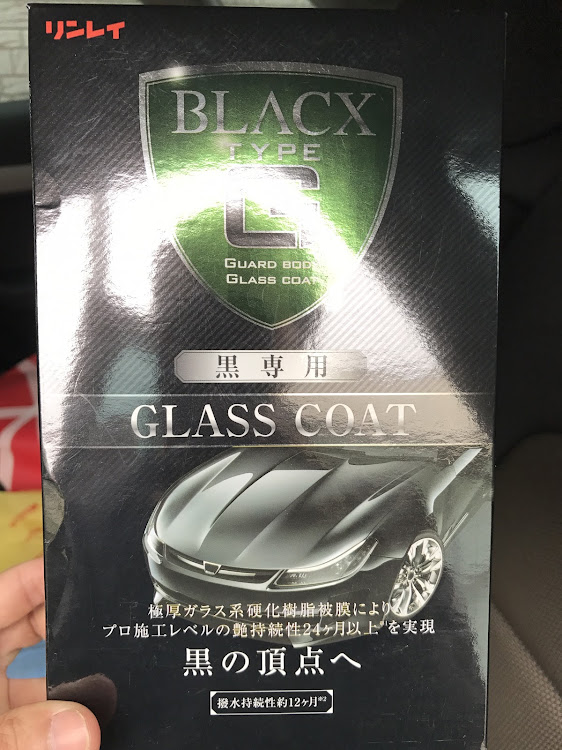 リンレイ
BLACX
TYPE
G
GUARD BODY
GLASS COAT
黒専用
GLASS COAT
極厚ガラス系硬化樹脂被膜により、
プロ施工レベルの艶持続性24ヶ月以上※1を実現
黒の頂点へ
撥水持続性約12ヶ月※2